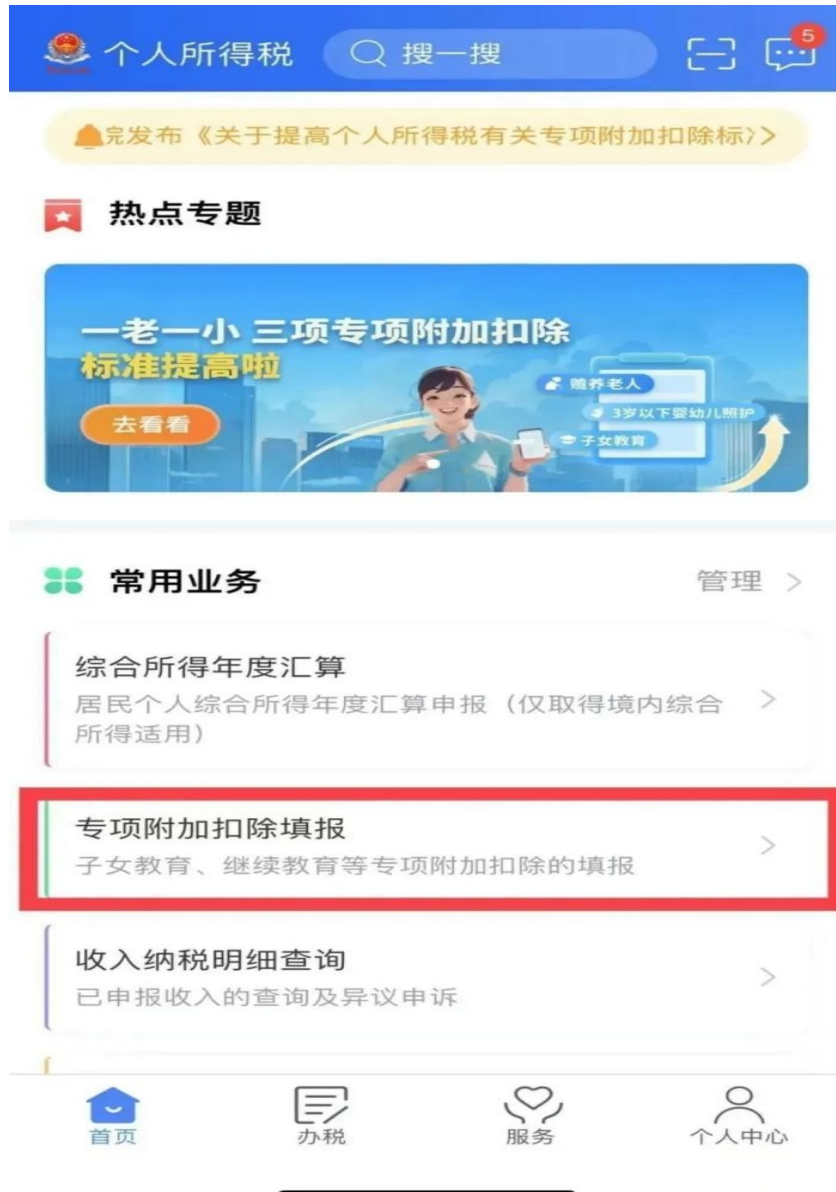 个人所得税
搜一搜
5
完发布《关于提高个人所得税有关专项附加扣除标
热点专题
一老一小 三项专项附加扣除
标准提高啦
去看看
赡养老人
3岁以下婴幼儿照护
子女教育
常用业务
管理
综合所得年度汇算
居民个人综合所得年度汇算申报（仅取得境内综合
所得适用）
专项附加扣除填报
子女教育、继续教育等专项附加扣除的填报
收入纳税明细查询
已申报收入的查询及异议申诉
首页
办税
服务
个人中心